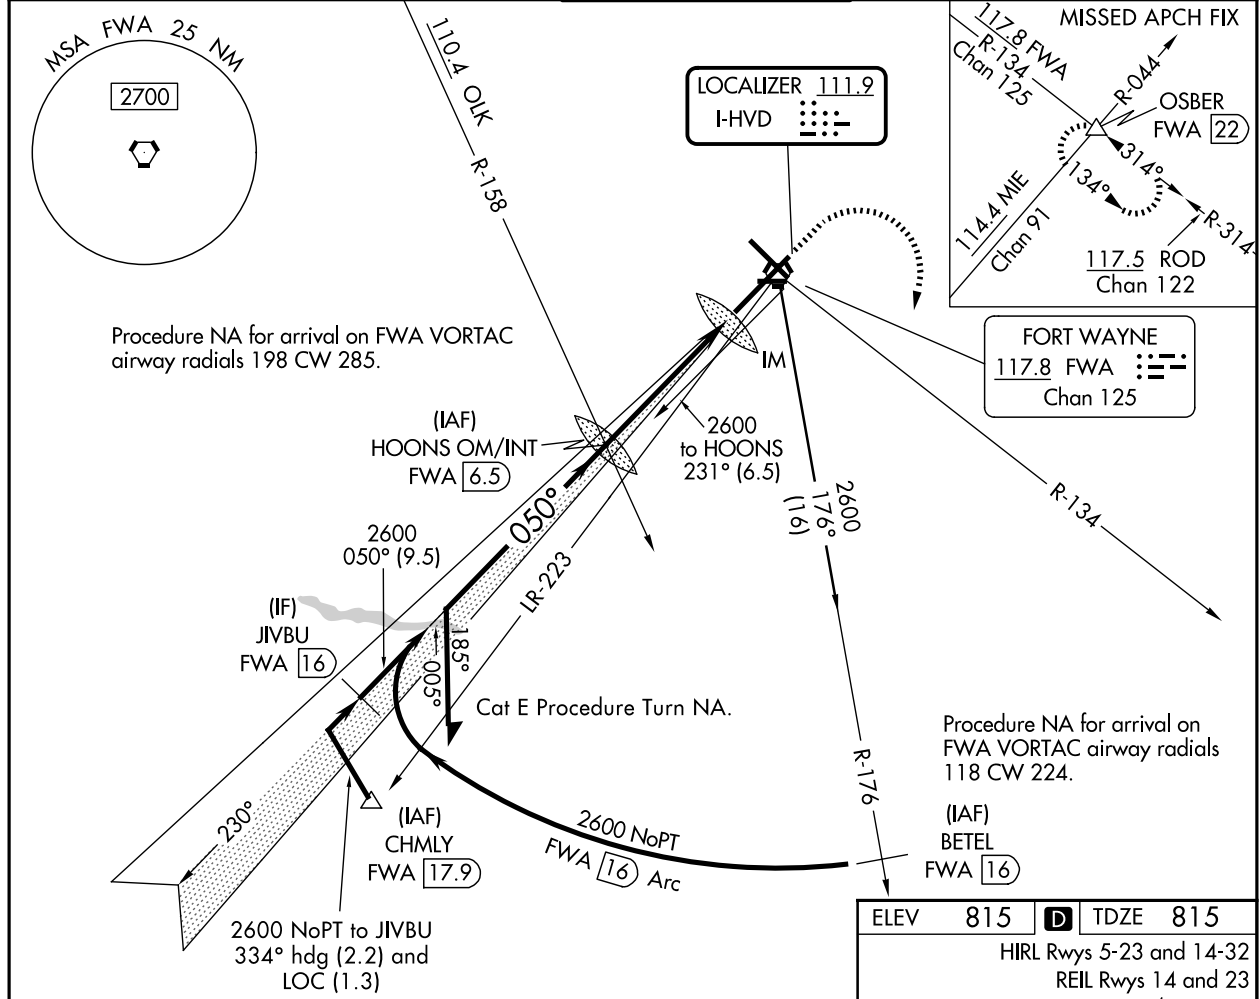 MSA FWA 25 NM
2700
110.4 OLK
R-158
LOCALIZER 111.9
I-HVD
MISSED APCH FIX
117.8 FWA
R-134
Chan 125
R-044
OSBER
FWA 22
314°
134°
114.4 MIE
Chan 91
R-314
117.5 ROD
Chan 122
Procedure NA for arrival on FWA VORTAC
airway radials 198 CW 285.
FORT WAYNE
117.8 FWA
Chan 125
IM
(IAF)
HOONS OM/INT
FWA 6.5
2600
to HOONS
231° (6.5)
050°
2600
176°
(16)
R-134
2600
050° (9.5)
LR-223
(IF)
JIVBU
FWA 16
185°
005°
Cat E Procedure Turn NA.
Procedure NA for arrival on
FWA VORTAC airway radials
118 CW 224.
R-176
230°
(IAF)
CHMLY
FWA 17.9
2600 NoPT
FWA 16 Arc
(IAF)
BETEL
FWA 16
2600 NoPT to JIVBU
334° hdg (2.2) and
LOC (1.3)
ELEV 815 D TDZE 815
HIRL Rwys 5-23 and 14-32
REIL Rwys 14 and 23